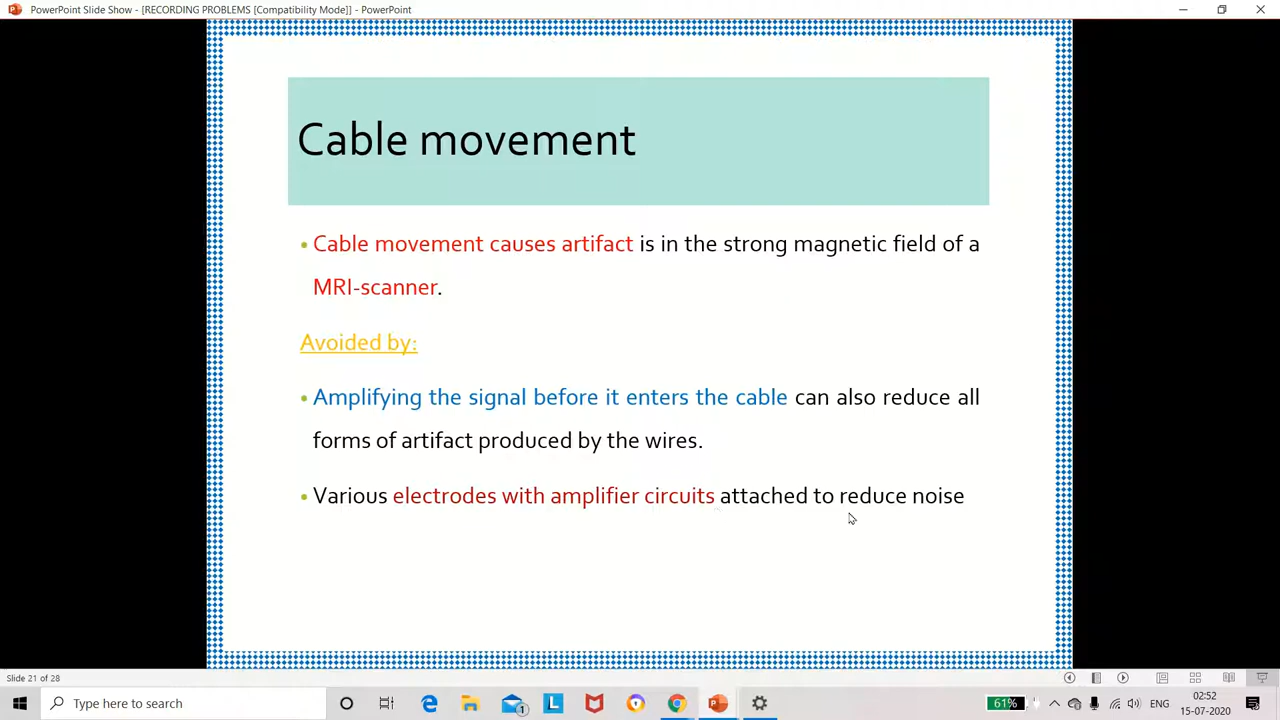 PowerPoint Slide Show - [RECORDING PROBLEMS [Compatibility Mode]] - PowerPoint
Cable movement
• Cable movement causes artifact is in the strong magnetic field of a
MRI-scanner.
Avoided by:
• Amplifying the signal before it enters the cable can also reduce all
forms of artifact produced by the wires.
• Various electrodes with amplifier circuits attached to reduce noise
Slide 21 of 28
Type here to search
1
L
61%
ENG
02:52
15-07-2020